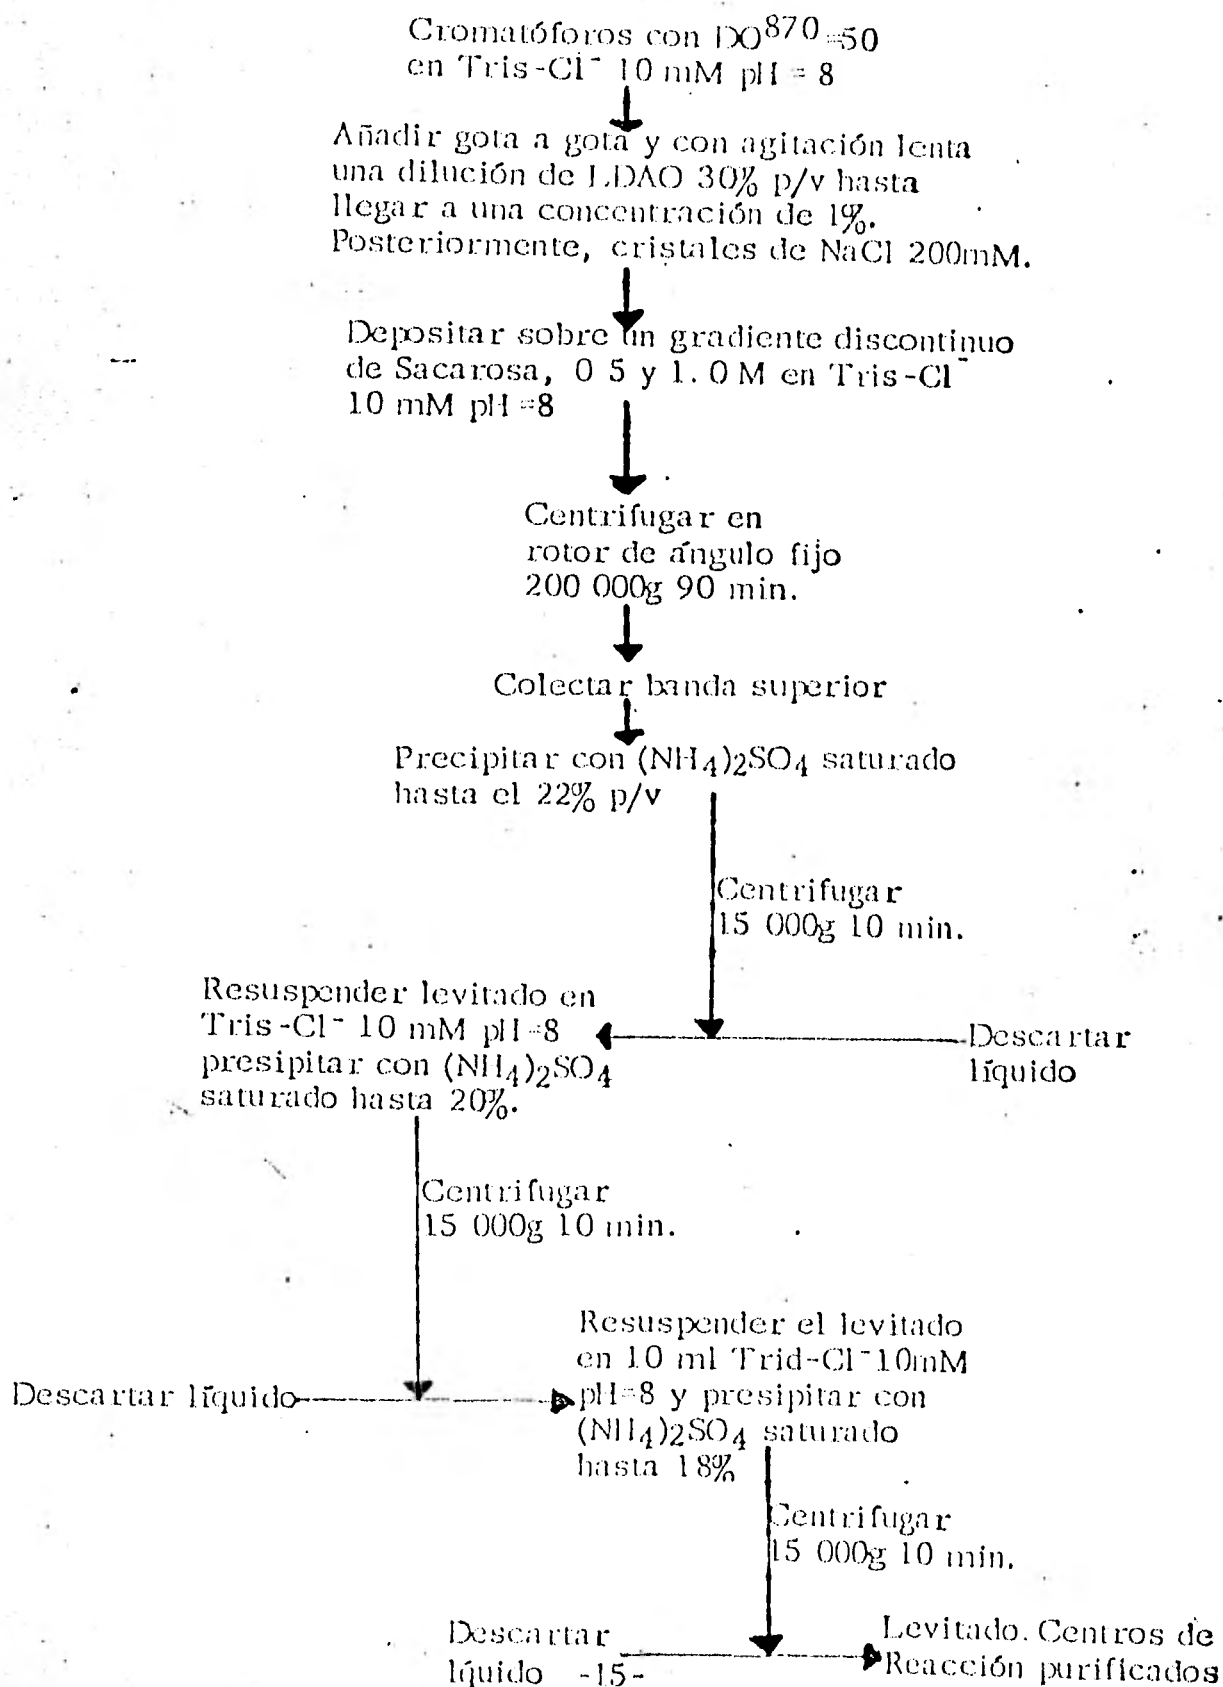 Cromatóforos con DO870=50
en Tris-Cl- 10 mM pH = 8
Añadir gota a gota y con agitación lenta
una dilución de LDAO 30% p/v hasta
llegar a una concentración de 1%.
Posteriormente, cristales de NaCl 200mM.
Depositar sobre un gradiente discontinuo
de Sacarosa, 0 5 y 1. 0 M en Tris-Cl-
10 mM pH =8
Centrifugar en
rotor de ángulo fijo
200 000g 90 min.
Colectar banda superior
Precipitar con (NH4)2SO4 saturado
hasta el 22% p/v
Centrifugar
15 000g 10 min.
Resuspender levitado en
Tris-Cl- 10 mM pH=8
presipitar con (NH4)2SO4
saturado hasta 20%.
Descartar
líquido
Centrifugar
15 000g 10 min.
Descartar líquido
Resuspender el levitado
en 10 ml Trid-Cl-10mM
pH=8 y presipitar con
(NH4)2SO4 saturado
hasta 18%
Centrifugar
15 000g 10 min.
Descartar
líquido
Levitado. Centros de
Reacción purificados
-15-